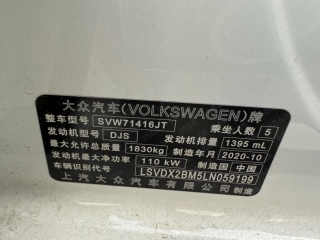 大众汽车(VOLKSWAGEN)牌
整车型号 SVW71416JT 乘坐人数 5
发动机型号 DJS 发动机排量 1395 mL
最大允许总质量 1830kg 制造年月 2020-10
发动机最大净功率 110 kW 制造国 中国
车辆识别代号 LSVDX2BM5LN059199
上汽大众汽车有限公司 制造